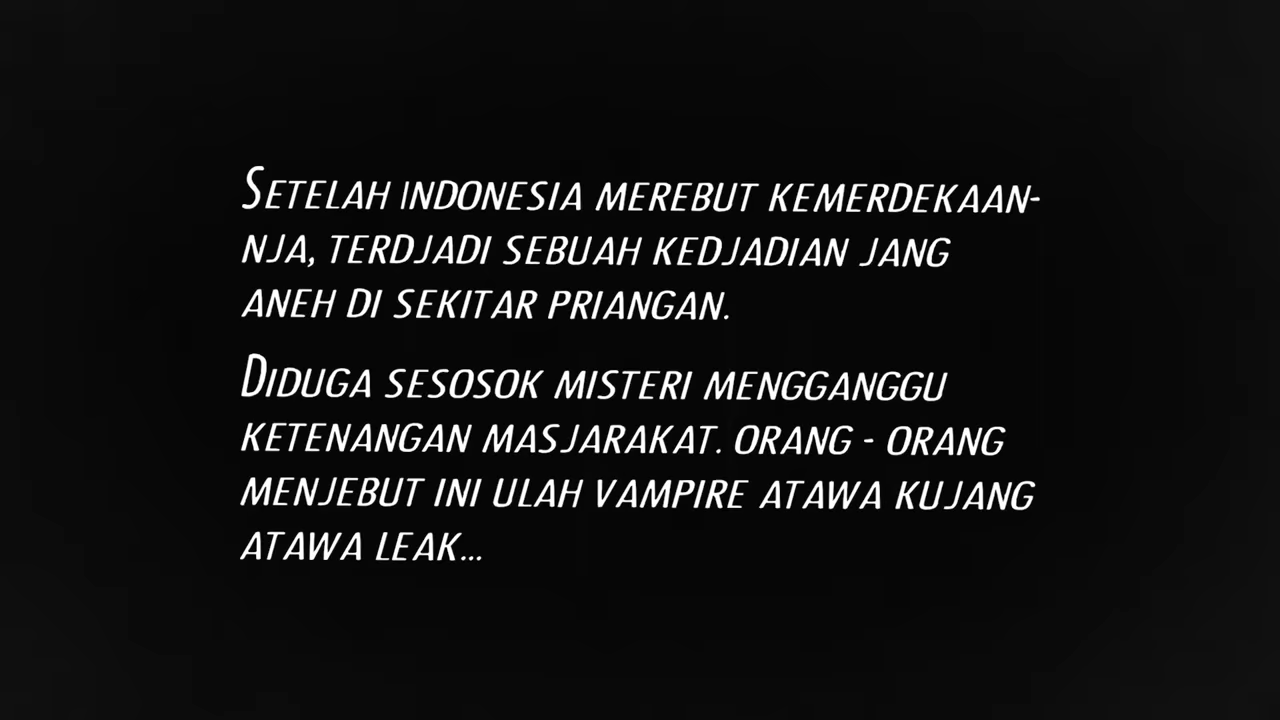 SETELAH INDONESIA MEREBUT KEMERDEKAAN-
NJA, TERDJADI SEBUAH KEDJADIAN JANG
ANEH DI SEKITAR PRIANGAN.
DIDUGA SESOSOK MISTERI MENGGANGGU
KETENANGAN MASJARAKAT. ORANG - ORANG
MENJEBUT INI ULAH VAMPIRE ATAWA KUJANG
ATAWA LEAK...